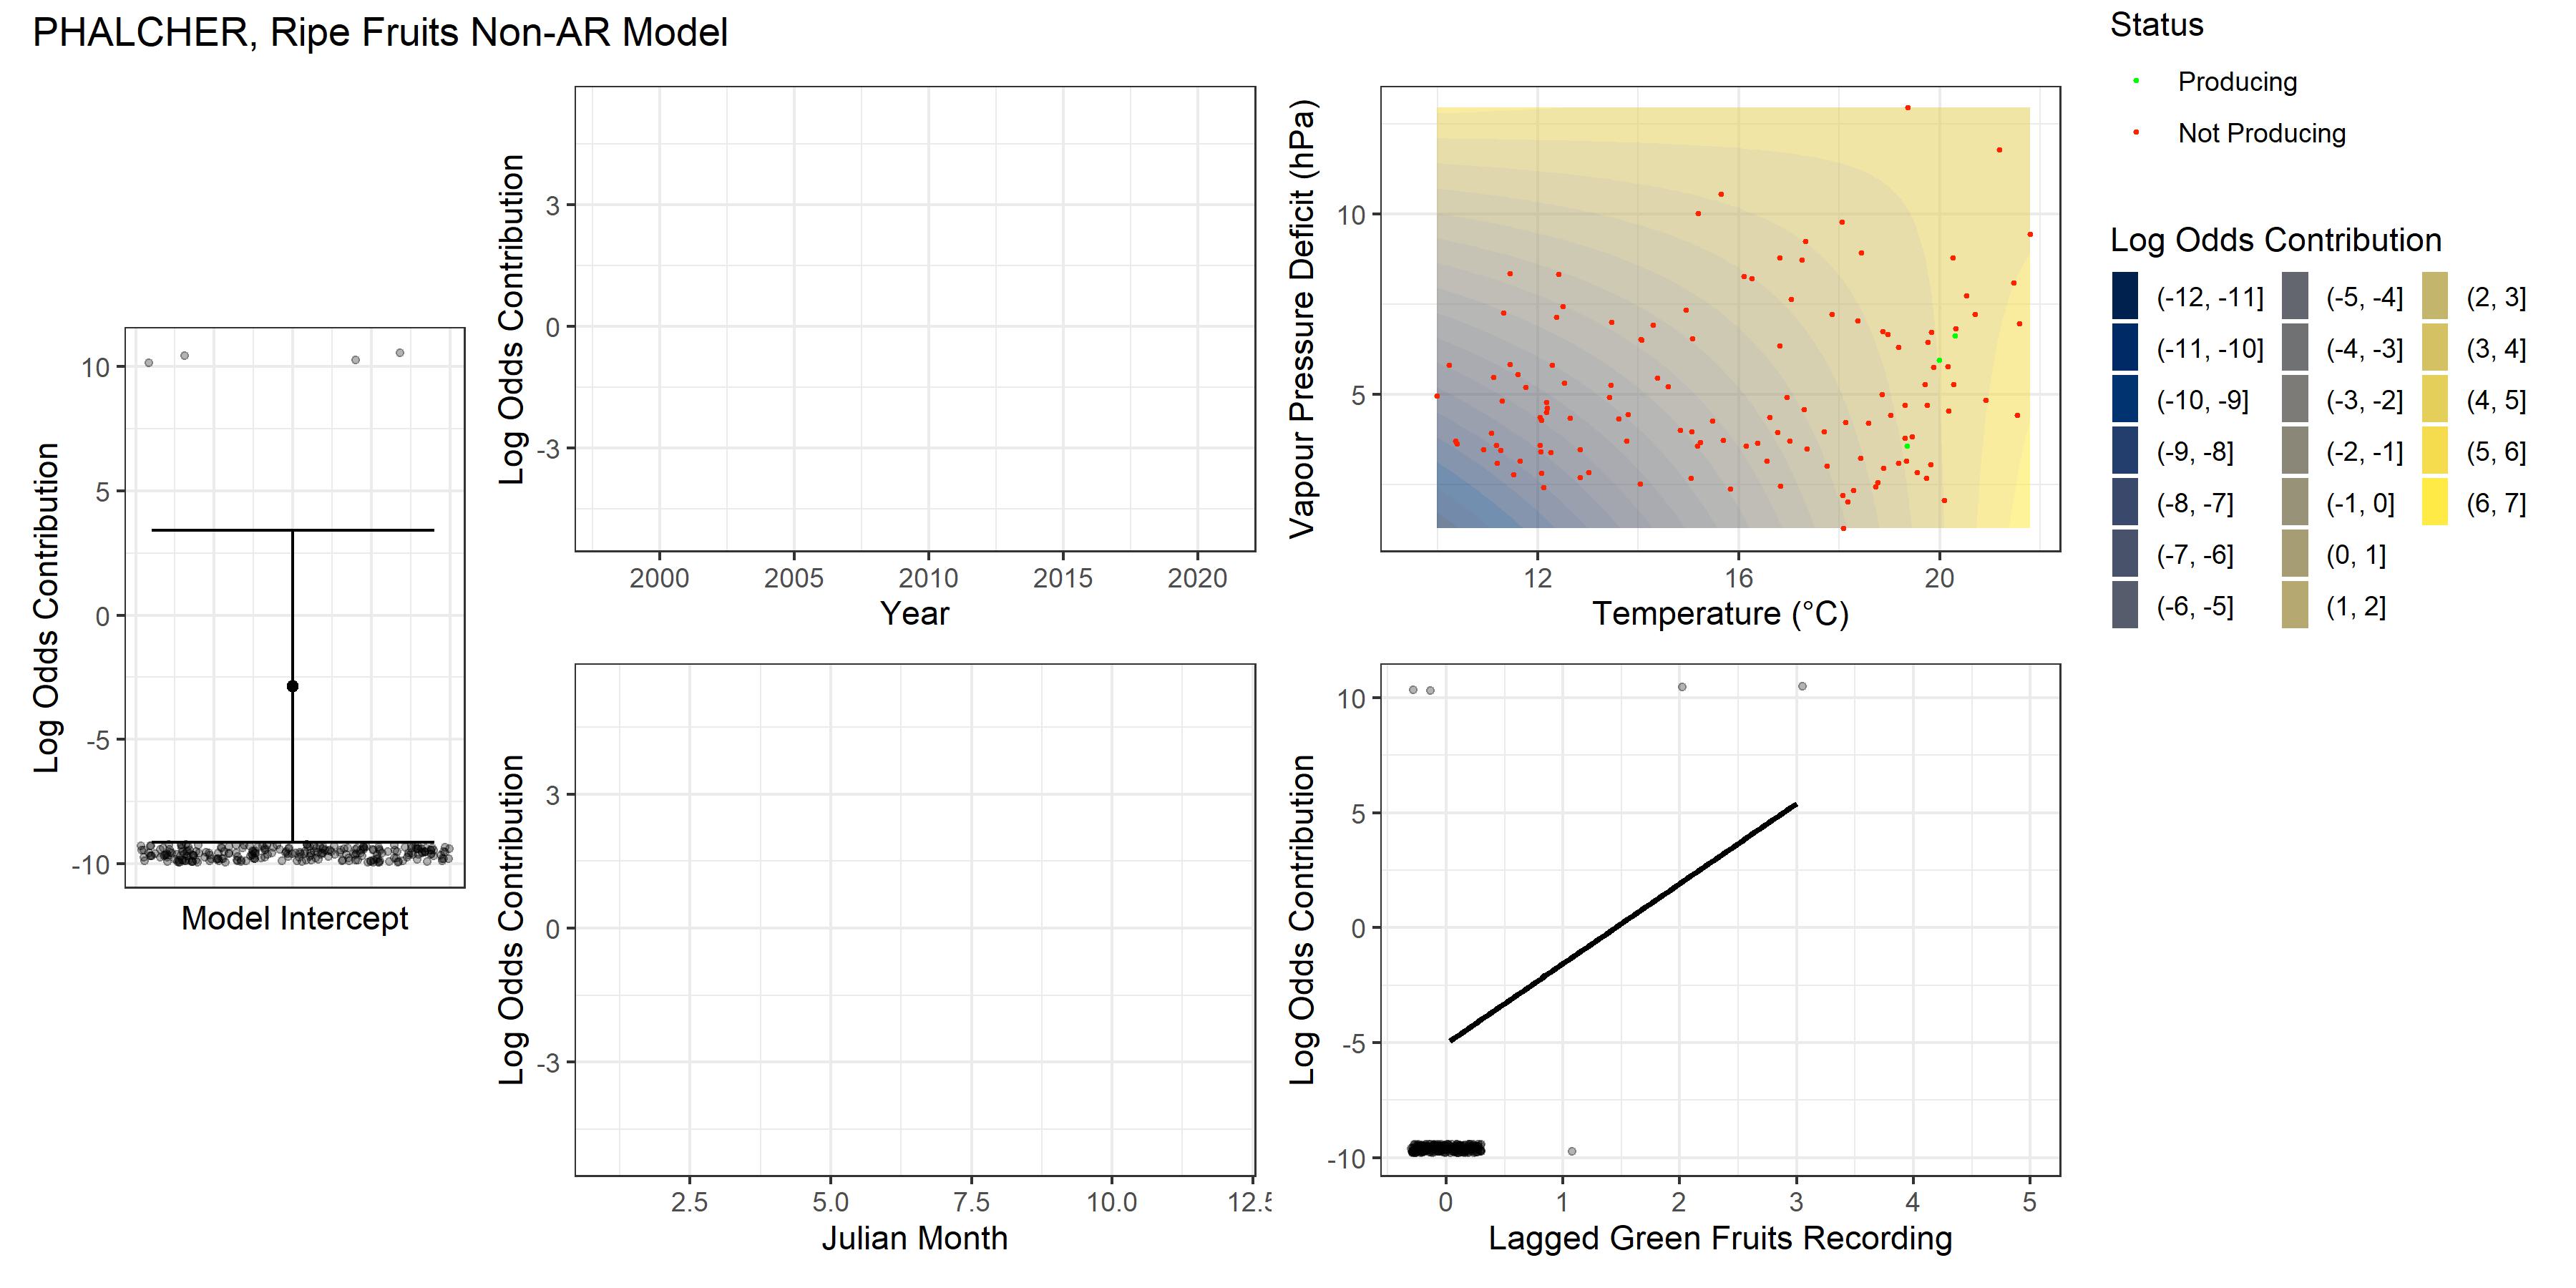 PHALCHER, Ripe Fruits Non-AR Model
Log Odds Contribution
10
5
0
-5
-10
Model Intercept
Log Odds Contribution
3
0
-3
2000 2005 2010 2015 2020
Year
Vapour Pressure Deficit (hPa)
10
5
12 16 20
Temperature (°C)
Log Odds Contribution
3
0
-3
2.5 5.0 7.5 10.0 12.5
Julian Month
Log Odds Contribution
10
5
0
-5
-10
0 1 2 3 4 5
Lagged Green Fruits Recording
Status
Producing
Not Producing
Log Odds Contribution
(-12, -11] (-5, -4] (2, 3]
(-11, -10] (-4, -3] (3, 4]
(-10, -9] (-3, -2] (4, 5]
(-9, -8] (-2, -1] (5, 6]
(-8, -7] (-1, 0] (6, 7]
(-7, -6] (0, 1]
(-6, -5] (1, 2]